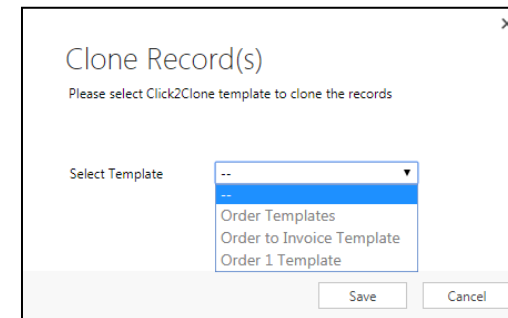 Clone Record(s)
Please select Click2Clone template to clone the records
Select Template --
--
Order Templates
Order to Invoice Template
Order 1 Template
Save Cancel